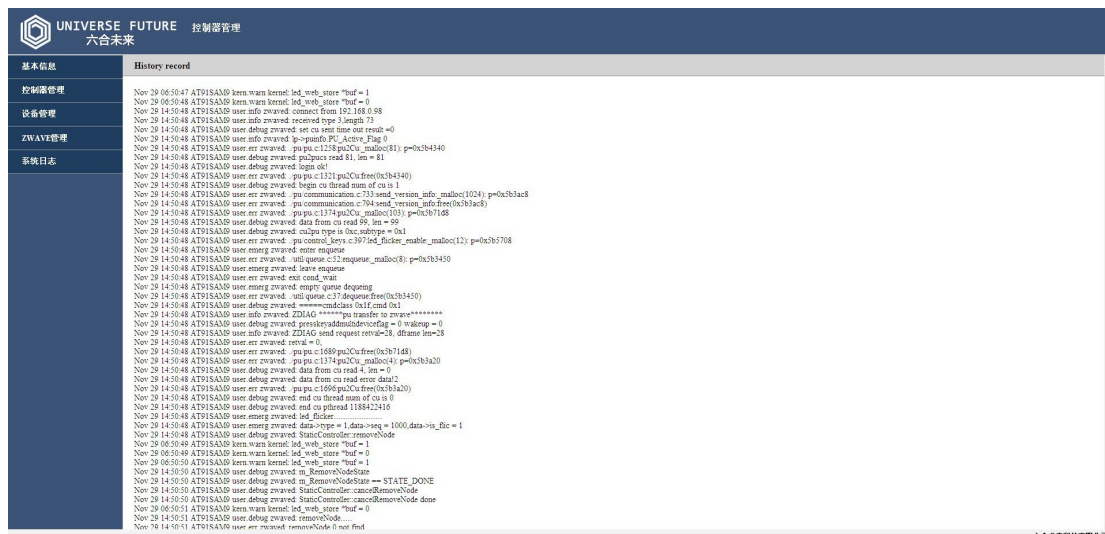 UNIVERSE FUTURE 控制器管理
六合未来
基本信息
控制器管理
设备管理
ZWAVE管理
系统日志
History record
Nov 29 06:50:47 AT91SAM9 kern.warn kernel: led_web_store *buf = 1
Nov 29 06:50:48 AT91SAM9 kern.warn kernel: led_web_store *buf = 0
Nov 29 14:50:48 AT91SAM9 user.info zwaved: connect from 192.168.0.98
Nov 29 14:50:48 AT91SAM9 user.info zwaved: received type 3,length 73
Nov 29 14:50:48 AT91SAM9 user.debug zwaved: set cu sent time out result =0
Nov 29 14:50:48 AT91SAM9 user.info zwaved: lp->puinfo.PU_Active_Flag 0
Nov 29 14:50:48 AT91SAM9 user.err zwaved: ../pu/pu.c:1258:pu2Cu:_malloc(81): p=0x5b4340
Nov 29 14:50:48 AT91SAM9 user.debug zwaved: pu2pucs read 81, len = 81
Nov 29 14:50:48 AT91SAM9 user.debug zwaved: login ok!
Nov 29 14:50:48 AT91SAM9 user.err zwaved: ../pu/pu.c:1321:pu2Cu:free(0x5b4340)
Nov 29 14:50:48 AT91SAM9 user.debug zwaved: begin cu thread num of cu is 1
Nov 29 14:50:48 AT91SAM9 user.err zwaved: ../pu/communication.c:733:send_version_info:_malloc(1024): p=0x5b3ac8
Nov 29 14:50:48 AT91SAM9 user.err zwaved: ../pu/communication.c:794:send_version_info:free(0x5b3ac8)
Nov 29 14:50:48 AT91SAM9 user.err zwaved: ../pu/pu.c:1374:pu2Cu:_malloc(103): p=0x5b71d8
Nov 29 14:50:48 AT91SAM9 user.debug zwaved: data from cu read 99, len = 99
Nov 29 14:50:48 AT91SAM9 user.debug zwaved: cu2pu type is 0xc,subtype = 0x1
Nov 29 14:50:48 AT91SAM9 user.err zwaved: ../pu/control_keys.c:397:led_flicker_enable:_malloc(12): p=0x5b5708
Nov 29 14:50:48 AT91SAM9 user.emerg zwaved: enter enqueue
Nov 29 14:50:48 AT91SAM9 user.err zwaved: ../util/queue.c:52:enqueue:_malloc(8): p=0x5b3450
Nov 29 14:50:48 AT91SAM9 user.emerg zwaved: leave enqueue
Nov 29 14:50:48 AT91SAM9 user.err zwaved: exit cond_wait
Nov 29 14:50:48 AT91SAM9 user.emerg zwaved: empty queue dequeing
Nov 29 14:50:48 AT91SAM9 user.err zwaved: ../util/queue.c:37:dequeue:free(0x5b3450)
Nov 29 14:50:48 AT91SAM9 user.debug zwaved: =====cmdclass 0x1f,cmd 0x1
Nov 29 14:50:48 AT91SAM9 user.info zwaved: ZDIAG ******pu transfer to zwave********
Nov 29 14:50:48 AT91SAM9 user.debug zwaved: presskeyaddmultideviceflag = 0 wakeup = 0
Nov 29 14:50:48 AT91SAM9 user.info zwaved: ZDIAG send request retval=28, dframe len=28
Nov 29 14:50:48 AT91SAM9 user.err zwaved: retval = 0,
Nov 29 14:50:48 AT91SAM9 user.err zwaved: ../pu/pu.c:1689:pu2Cu:free(0x5b71d8)
Nov 29 14:50:48 AT91SAM9 user.err zwaved: ../pu/pu.c:1374:pu2Cu:_malloc(4): p=0x5b3a20
Nov 29 14:50:48 AT91SAM9 user.debug zwaved: data from cu read 4, len = 0
Nov 29 14:50:48 AT91SAM9 user.debug zwaved: data from cu read error data!2
Nov 29 14:50:48 AT91SAM9 user.err zwaved: ../pu/pu.c:1696:pu2Cu:free(0x5b3a20)
Nov 29 14:50:48 AT91SAM9 user.debug zwaved: end cu thread num of cu is 0
Nov 29 14:50:48 AT91SAM9 user.debug zwaved: end cu pthread 1188422416
Nov 29 14:50:48 AT91SAM9 user.emerg zwaved: led_flicker......................
Nov 29 14:50:48 AT91SAM9 user.emerg zwaved: data->type = 1,data->seq = 1000,data->is_flic = 1
Nov 29 14:50:48 AT91SAM9 user.debug zwaved: StaticController::removeNode
Nov 29 06:50:49 AT91SAM9 kern.warn kernel: led_web_store *buf = 1
Nov 29 06:50:49 AT91SAM9 kern.warn kernel: led_web_store *buf = 0
Nov 29 06:50:50 AT91SAM9 kern.warn kernel: led_web_store *buf = 1
Nov 29 14:50:50 AT91SAM9 user.debug zwaved: m_RemoveNodeState
Nov 29 14:50:50 AT91SAM9 user.debug zwaved: m_RemoveNodeState == STATE_DONE
Nov 29 14:50:50 AT91SAM9 user.debug zwaved: StaticController::cancelRemoveNode
Nov 29 14:50:50 AT91SAM9 user.debug zwaved: StaticController::cancelRemoveNode done
Nov 29 06:50:51 AT91SAM9 kern.warn kernel: led_web_store *buf = 0
Nov 29 14:50:51 AT91SAM9 user.debug zwaved: removeNode......
Nov 29 14:50:51 AT91SAM9 user.err zwaved: removeNode 0 not find